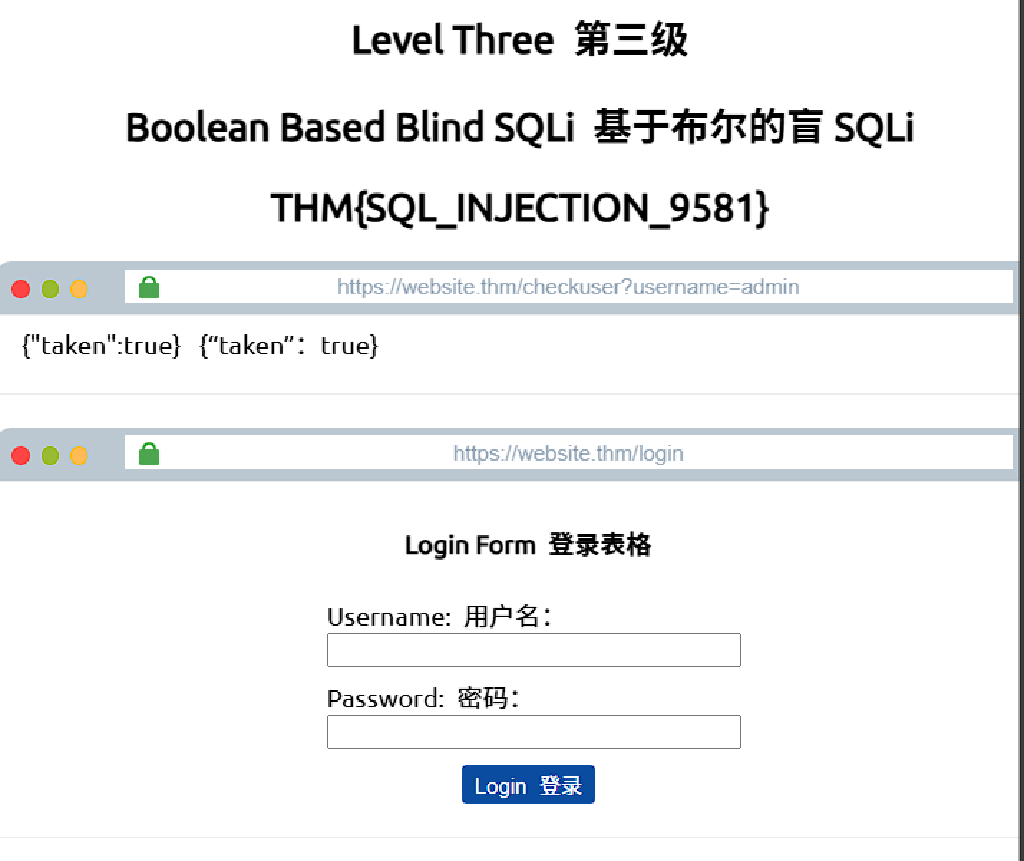 Level Three 第三级
Boolean Based Blind SQLi 基于布尔的盲 SQLi
THM{SQL_INJECTION_9581}
https://website.thm/checkuser?username=admin
{"taken":true} {“taken”：true}
https://website.thm/login
Login Form 登录表格
Username: 用户名：
Password: 密码：
Login 登录